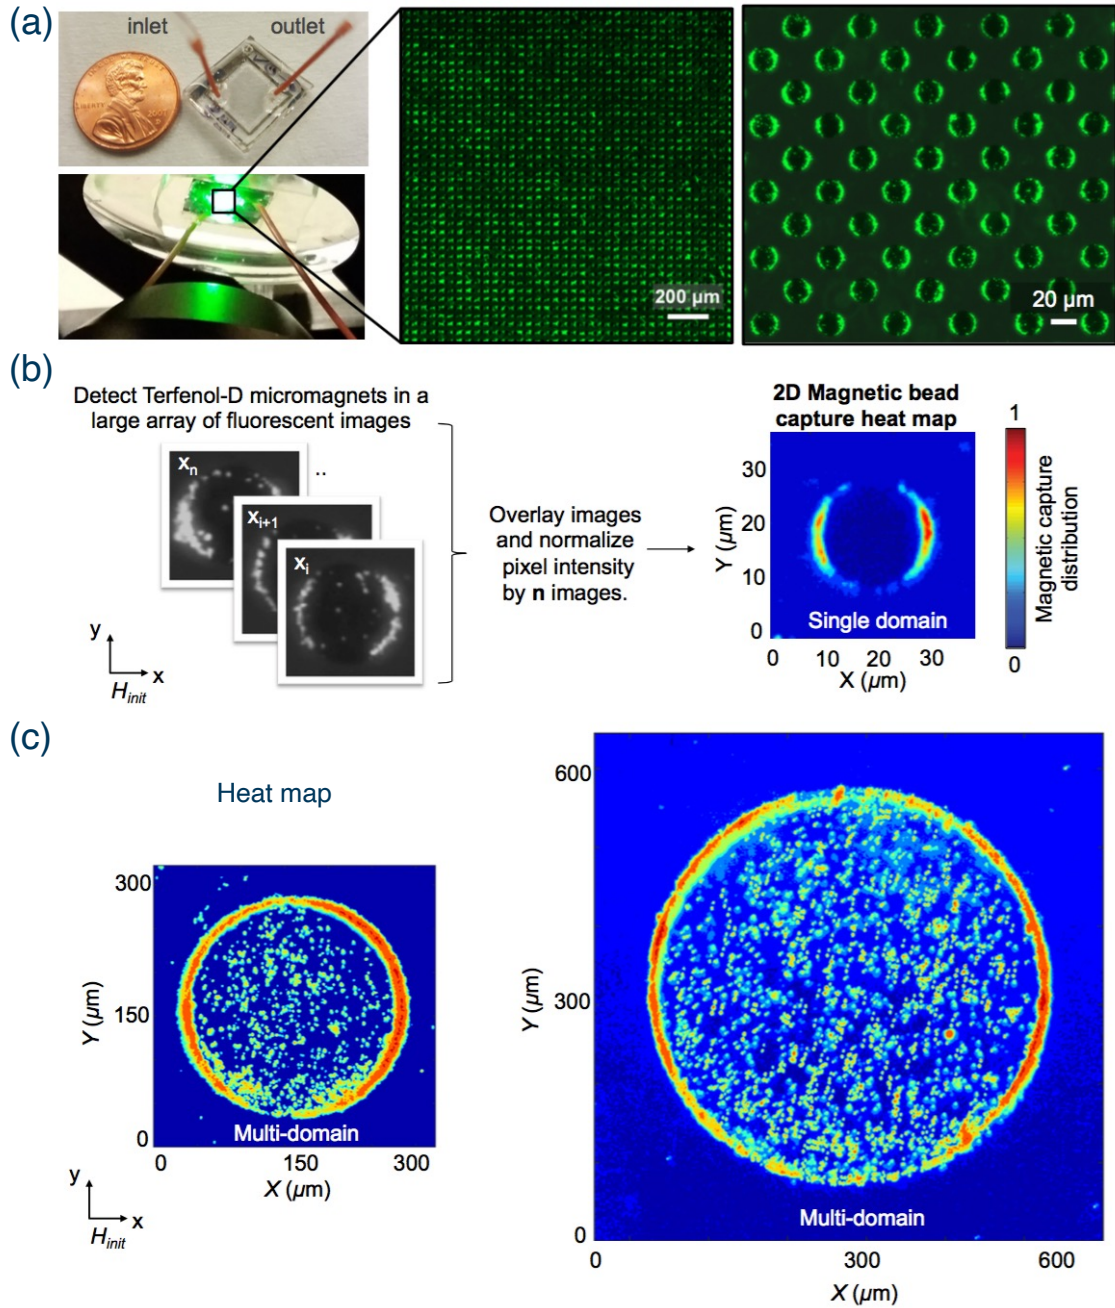 (a)
inlet
outlet
LIBERTY
200 µm
20 µm
(b)
Detect Terfenol-D micromagnets in a
large array of fluorescent images
xn
..
xi+1
xi
y
x
Hinit
Overlay images
and normalize
pixel intensity
by n images.
2D Magnetic bead
capture heat map
30
20
10
0
Y (µm)
Single domain
0
10
20
30
X (µm)
1
0
Magnetic capture
distribution
(c)
Heat map
300
150
0
Y (µm)
Multi-domain
0
150
300
X (µm)
y
x
Hinit
600
300
0
Y (µm)
Multi-domain
0
300
600
X (µm)